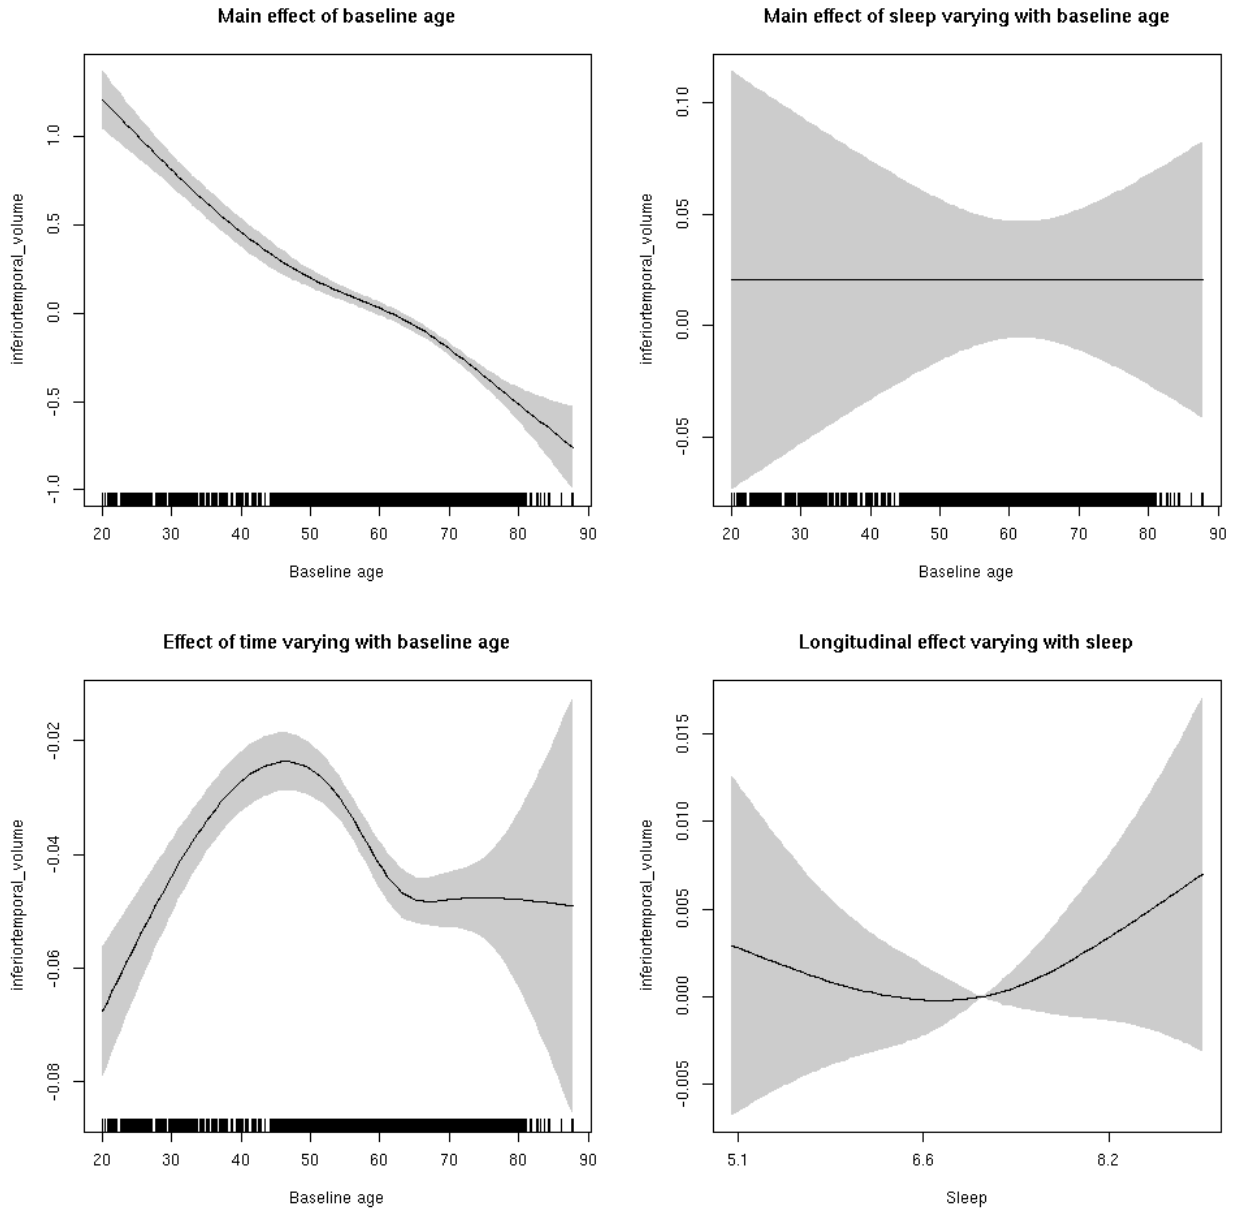 Main effect of baseline age
inferiortemporal_volume
1.0
0.5
0.0
-0.5
-1.0
20 30 40 50 60 70 80 90
Baseline age
Main effect of sleep varying with baseline age
inferiortemporal_volume
0.10
0.05
0.00
-0.05
20 30 40 50 60 70 80 90
Baseline age
Effect of time varying with baseline age
inferiortemporal_volume
-0.02
-0.04
-0.06
-0.08
20 30 40 50 60 70 80 90
Baseline age
Longitudinal effect varying with sleep
inferiortemporal_volume
0.015
0.010
0.005
0.000
-0.005
5.1 6.6 8.2
Sleep